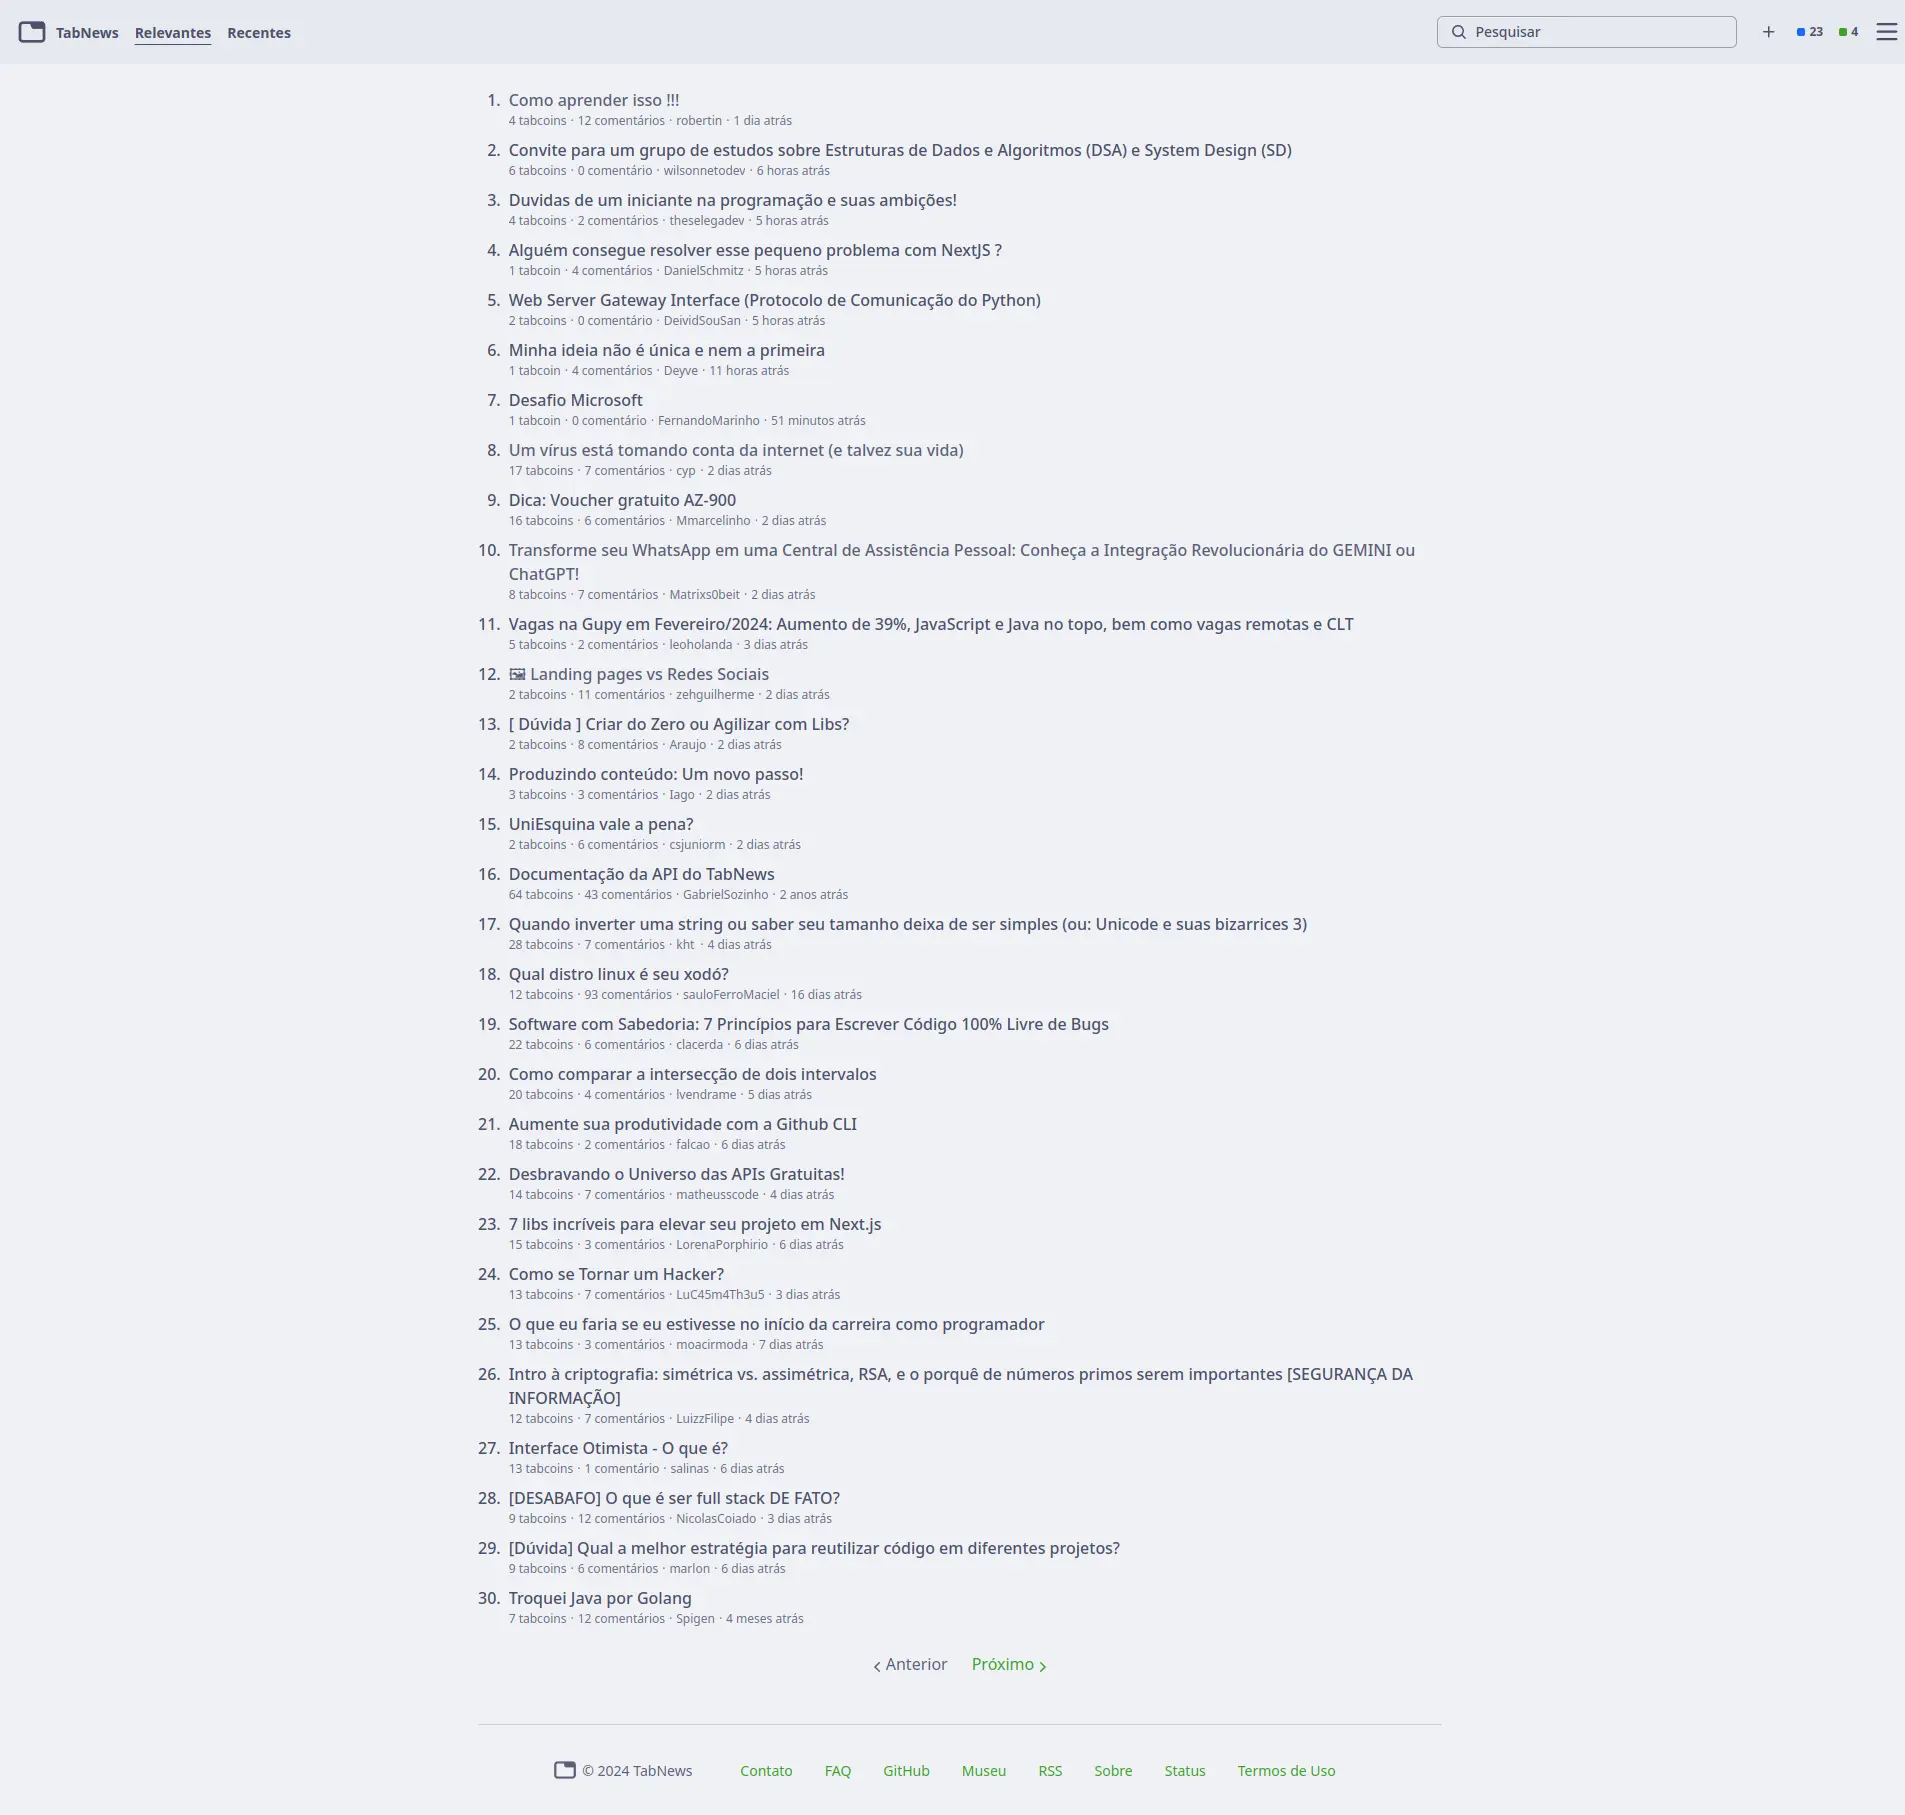 TabNews Relevantes Recentes Pesquisar 23 4
1. Como aprender isso !!!
4 tabcoins · 12 comentários · robertin · 1 dia atrás
2. Convite para um grupo de estudos sobre Estruturas de Dados e Algoritmos (DSA) e System Design (SD)
6 tabcoins · 0 comentário · wilsonnetodev · 6 horas atrás
3. Duvidas de um iniciante na programação e suas ambições!
4 tabcoins · 2 comentários · theselegadev · 5 horas atrás
4. Alguém consegue resolver esse pequeno problema com NextJS ?
1 tabcoin · 4 comentários · DanielSchmitz · 5 horas atrás
5. Web Server Gateway Interface (Protocolo de Comunicação do Python)
2 tabcoins · 0 comentário · DeividSouSan · 5 horas atrás
6. Minha ideia não é única e nem a primeira
1 tabcoin · 4 comentários · Deyve · 11 horas atrás
7. Desafio Microsoft
1 tabcoin · 0 comentário · FernandoMarinho · 51 minutos atrás
8. Um vírus está tomando conta da internet (e talvez sua vida)
17 tabcoins · 7 comentários · cyp · 2 dias atrás
9. Dica: Voucher gratuito AZ-900
16 tabcoins · 6 comentários · Mmarcelinho · 2 dias atrás
10. Transforme seu WhatsApp em uma Central de Assistência Pessoal: Conheça a Integração Revolucionária do GEMINI ou
ChatGPT!
8 tabcoins · 7 comentários · Matrixs0beit · 2 dias atrás
11. Vagas na Gupy em Fevereiro/2024: Aumento de 39%, JavaScript e Java no topo, bem como vagas remotas e CLT
5 tabcoins · 2 comentários · leoholanda · 3 dias atrás
12. 🖼 Landing pages vs Redes Sociais
2 tabcoins · 11 comentários · zehguilherme · 2 dias atrás
13. [ Dúvida ] Criar do Zero ou Agilizar com Libs?
2 tabcoins · 8 comentários · Araujo · 2 dias atrás
14. Produzindo conteúdo: Um novo passo!
3 tabcoins · 3 comentários · Iago · 2 dias atrás
15. UniEsquina vale a pena?
2 tabcoins · 6 comentários · csjuniorm · 2 dias atrás
16. Documentação da API do TabNews
64 tabcoins · 43 comentários · GabrielSozinho · 2 anos atrás
17. Quando inverter uma string ou saber seu tamanho deixa de ser simples (ou: Unicode e suas bizarrices 3)
28 tabcoins · 7 comentários · kht · 4 dias atrás
18. Qual distro linux é seu xodó?
12 tabcoins · 93 comentários · sauloFerroMaciel · 16 dias atrás
19. Software com Sabedoria: 7 Princípios para Escrever Código 100% Livre de Bugs
22 tabcoins · 6 comentários · clacerda · 6 dias atrás
20. Como comparar a intersecção de dois intervalos
20 tabcoins · 4 comentários · lvendrame · 5 dias atrás
21. Aumente sua produtividade com a Github CLI
18 tabcoins · 2 comentários · falcao · 6 dias atrás
22. Desbravando o Universo das APIs Gratuitas!
14 tabcoins · 7 comentários · matheusscode · 4 dias atrás
23. 7 libs incríveis para elevar seu projeto em Next.js
15 tabcoins · 3 comentários · LorenaPorphirio · 6 dias atrás
24. Como se Tornar um Hacker?
13 tabcoins · 7 comentários · LuC45m4Th3u5 · 3 dias atrás
25. O que eu faria se eu estivesse no início da carreira como programador
13 tabcoins · 3 comentários · moacirmoda · 7 dias atrás
26. Intro à criptografia: simétrica vs. assimétrica, RSA, e o porquê de números primos serem importantes [SEGURANÇA DA
INFORMAÇÃO]
12 tabcoins · 7 comentários · LuizzFilipe · 4 dias atrás
27. Interface Otimista - O que é?
13 tabcoins · 1 comentário · salinas · 6 dias atrás
28. [DESABAFO] O que é ser full stack DE FATO?
9 tabcoins · 12 comentários · NicolasCoiado · 3 dias atrás
29. [Dúvida] Qual a melhor estratégia para reutilizar código em diferentes projetos?
9 tabcoins · 6 comentários · marlon · 6 dias atrás
30. Troquei Java por Golang
7 tabcoins · 12 comentários · Spigen · 4 meses atrás
Anterior Próximo
© 2024 TabNews Contato FAQ GitHub Museu RSS Sobre Status Termos de Uso